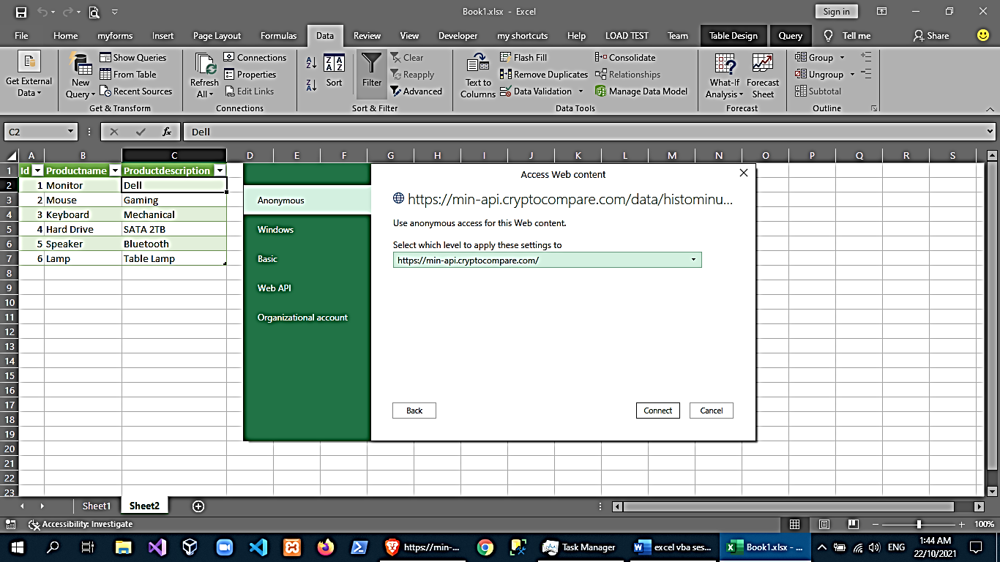 Book1.xlsx - Excel
Sign in
File Home myforms Insert Page Layout Formulas Data Review View Developer my shortcuts Help LOAD TEST Team Table Design Query Tell me Share
Get External Data
New Query
Show Queries
From Table
Recent Sources
Get & Transform
Refresh All
Connections
Properties
Edit Links
Connections
Sort
Filter
Clear
Reapply
Advanced
Sort & Filter
Text to Columns
Flash Fill
Remove Duplicates
Data Validation
Consolidate
Relationships
Manage Data Model
Data Tools
What-If Analysis
Forecast Sheet
Forecast
Group
Ungroup
Subtotal
Outline
C2 fx Dell
A B C D E F G H I J K L M N O P Q R S
1 Id Productname Productdescription
2 1 Monitor Dell
3 2 Mouse Gaming
4 3 Keyboard Mechanical
5 4 Hard Drive SATA 2TB
6 5 Speaker Bluetooth
7 6 Lamp Table Lamp
8
9
10
11
12
13
14
15
16
17
18
19
20
21
22
23
Access Web content
Anonymous
Windows
Basic
Web API
Organizational account
https://min-api.cryptocompare.com/data/histominu...
Use anonymous access for this Web content.
Select which level to apply these settings to
https://min-api.cryptocompare.com/
Back Connect Cancel
Sheet1 Sheet2
Accessibility: Investigate
100%
https://min-...
Task Manager
excel vba ses...
Book1.xlsx - ...
ENG
1:44 AM
22/10/2021